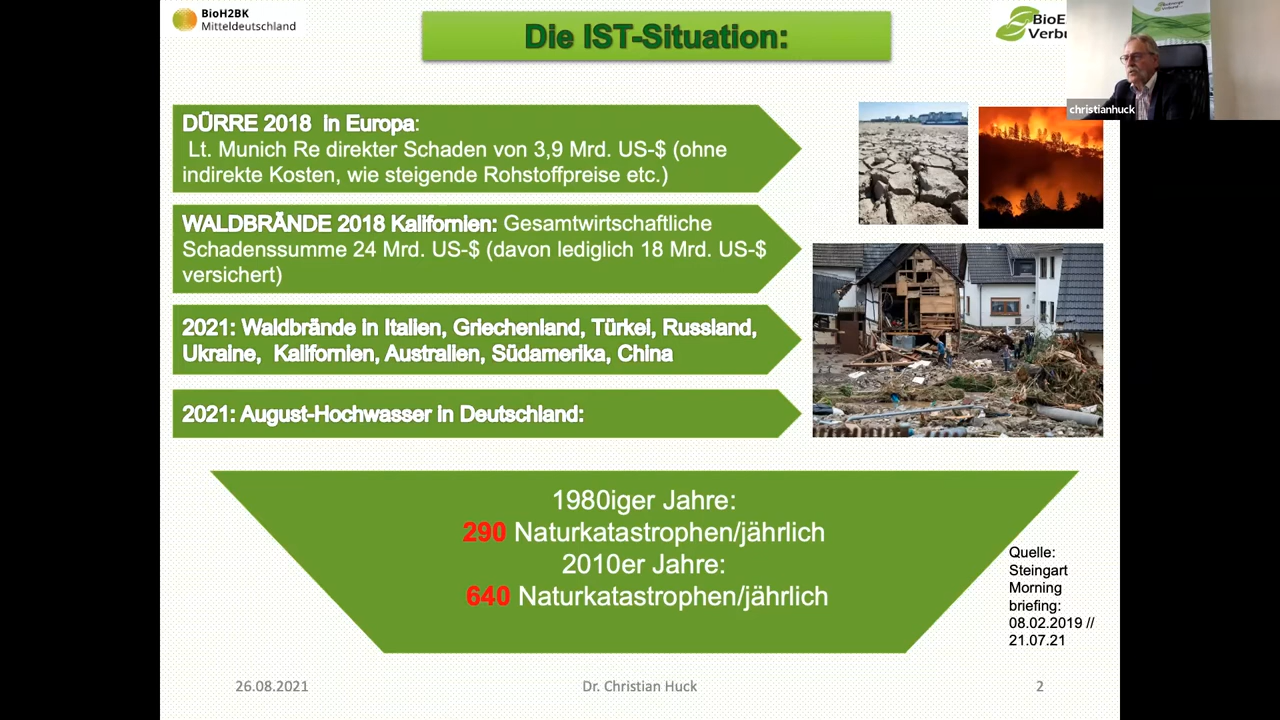 BioH2BK
Mitteldeutschland
Die IST-Situation:
BioE
Verbu
christianhuck
DÜRRE 2018 in Europa:
Lt. Munich Re direkter Schaden von 3,9 Mrd. US-$ (ohne
indirekte Kosten, wie steigende Rohstoffpreise etc.)
WALDBRÄNDE 2018 Kalifornien: Gesamtwirtschaftliche
Schadenssumme 24 Mrd. US-$ (davon lediglich 18 Mrd. US-$
versichert)
2021: Waldbrände in Italien, Griechenland, Türkei, Russland,
Ukraine, Kalifornien, Australien, Südamerika, China
2021: August-Hochwasser in Deutschland:
1980iger Jahre:
290 Naturkatastrophen/jährlich
2010er Jahre:
640 Naturkatastrophen/jährlich
Quelle:
Steingart
Morning
briefing:
08.02.2019 //
21.07.21
26.08.2021
Dr. Christian Huck
2